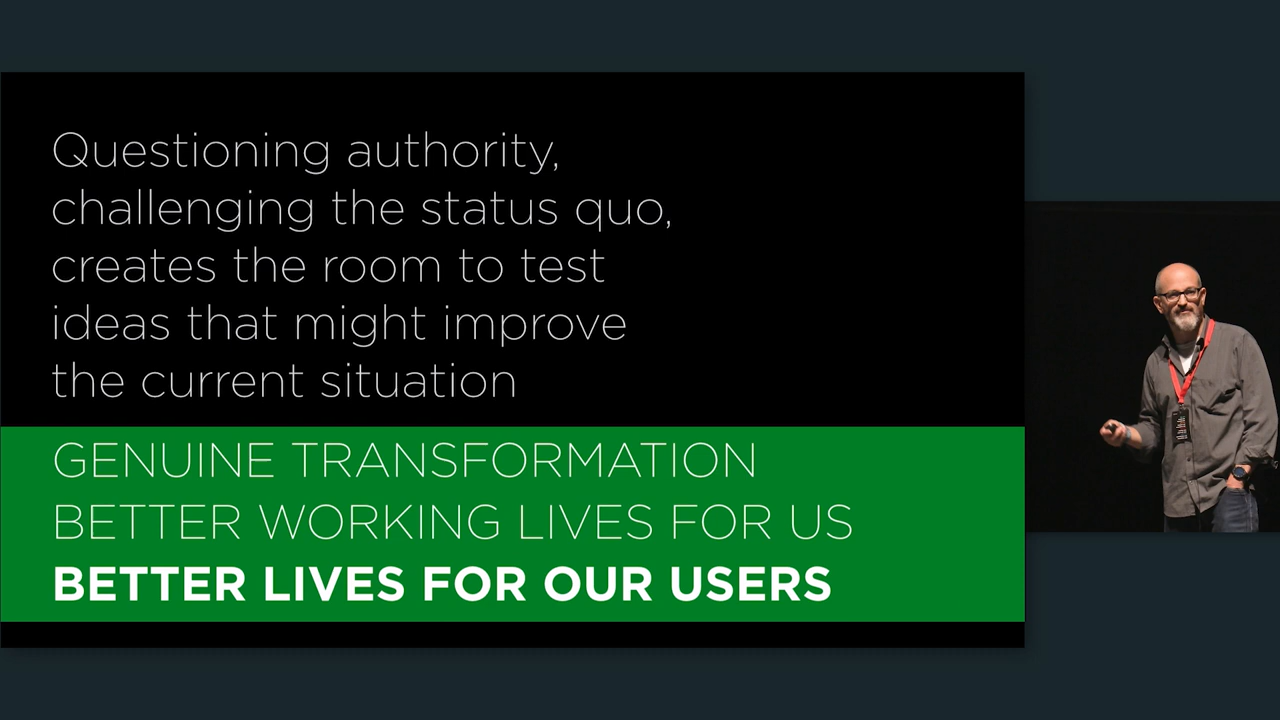 Questioning authority,
challenging the status quo,
creates the room to test
ideas that might improve
the current situation
GENUINE TRANSFORMATION
BETTER WORKING LIVES FOR US
BETTER LIVES FOR OUR USERS